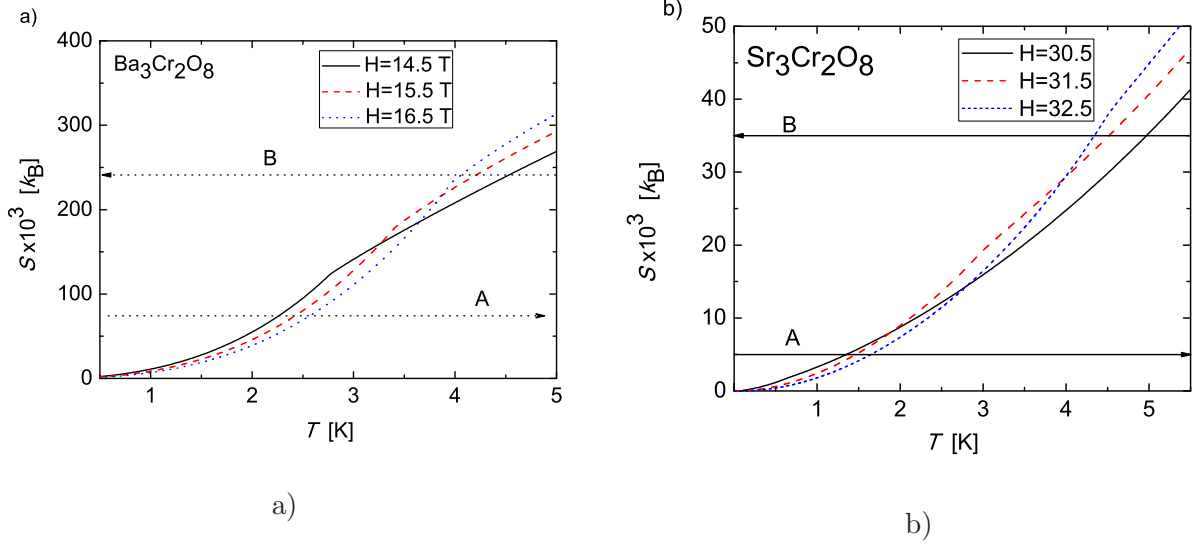 a)
Ba3Cr2O8
H=14.5 T
H=15.5 T
H=16.5 T
B
A
400
300
200
100
0
1 2 3 4 5
S x10^3 [kB]
T [K]
a)
b)
Sr3Cr2O8
H=30.5
H=31.5
H=32.5
B
A
50
40
30
20
10
0
1 2 3 4 5
S x10^3 [kB]
T [K]
b)